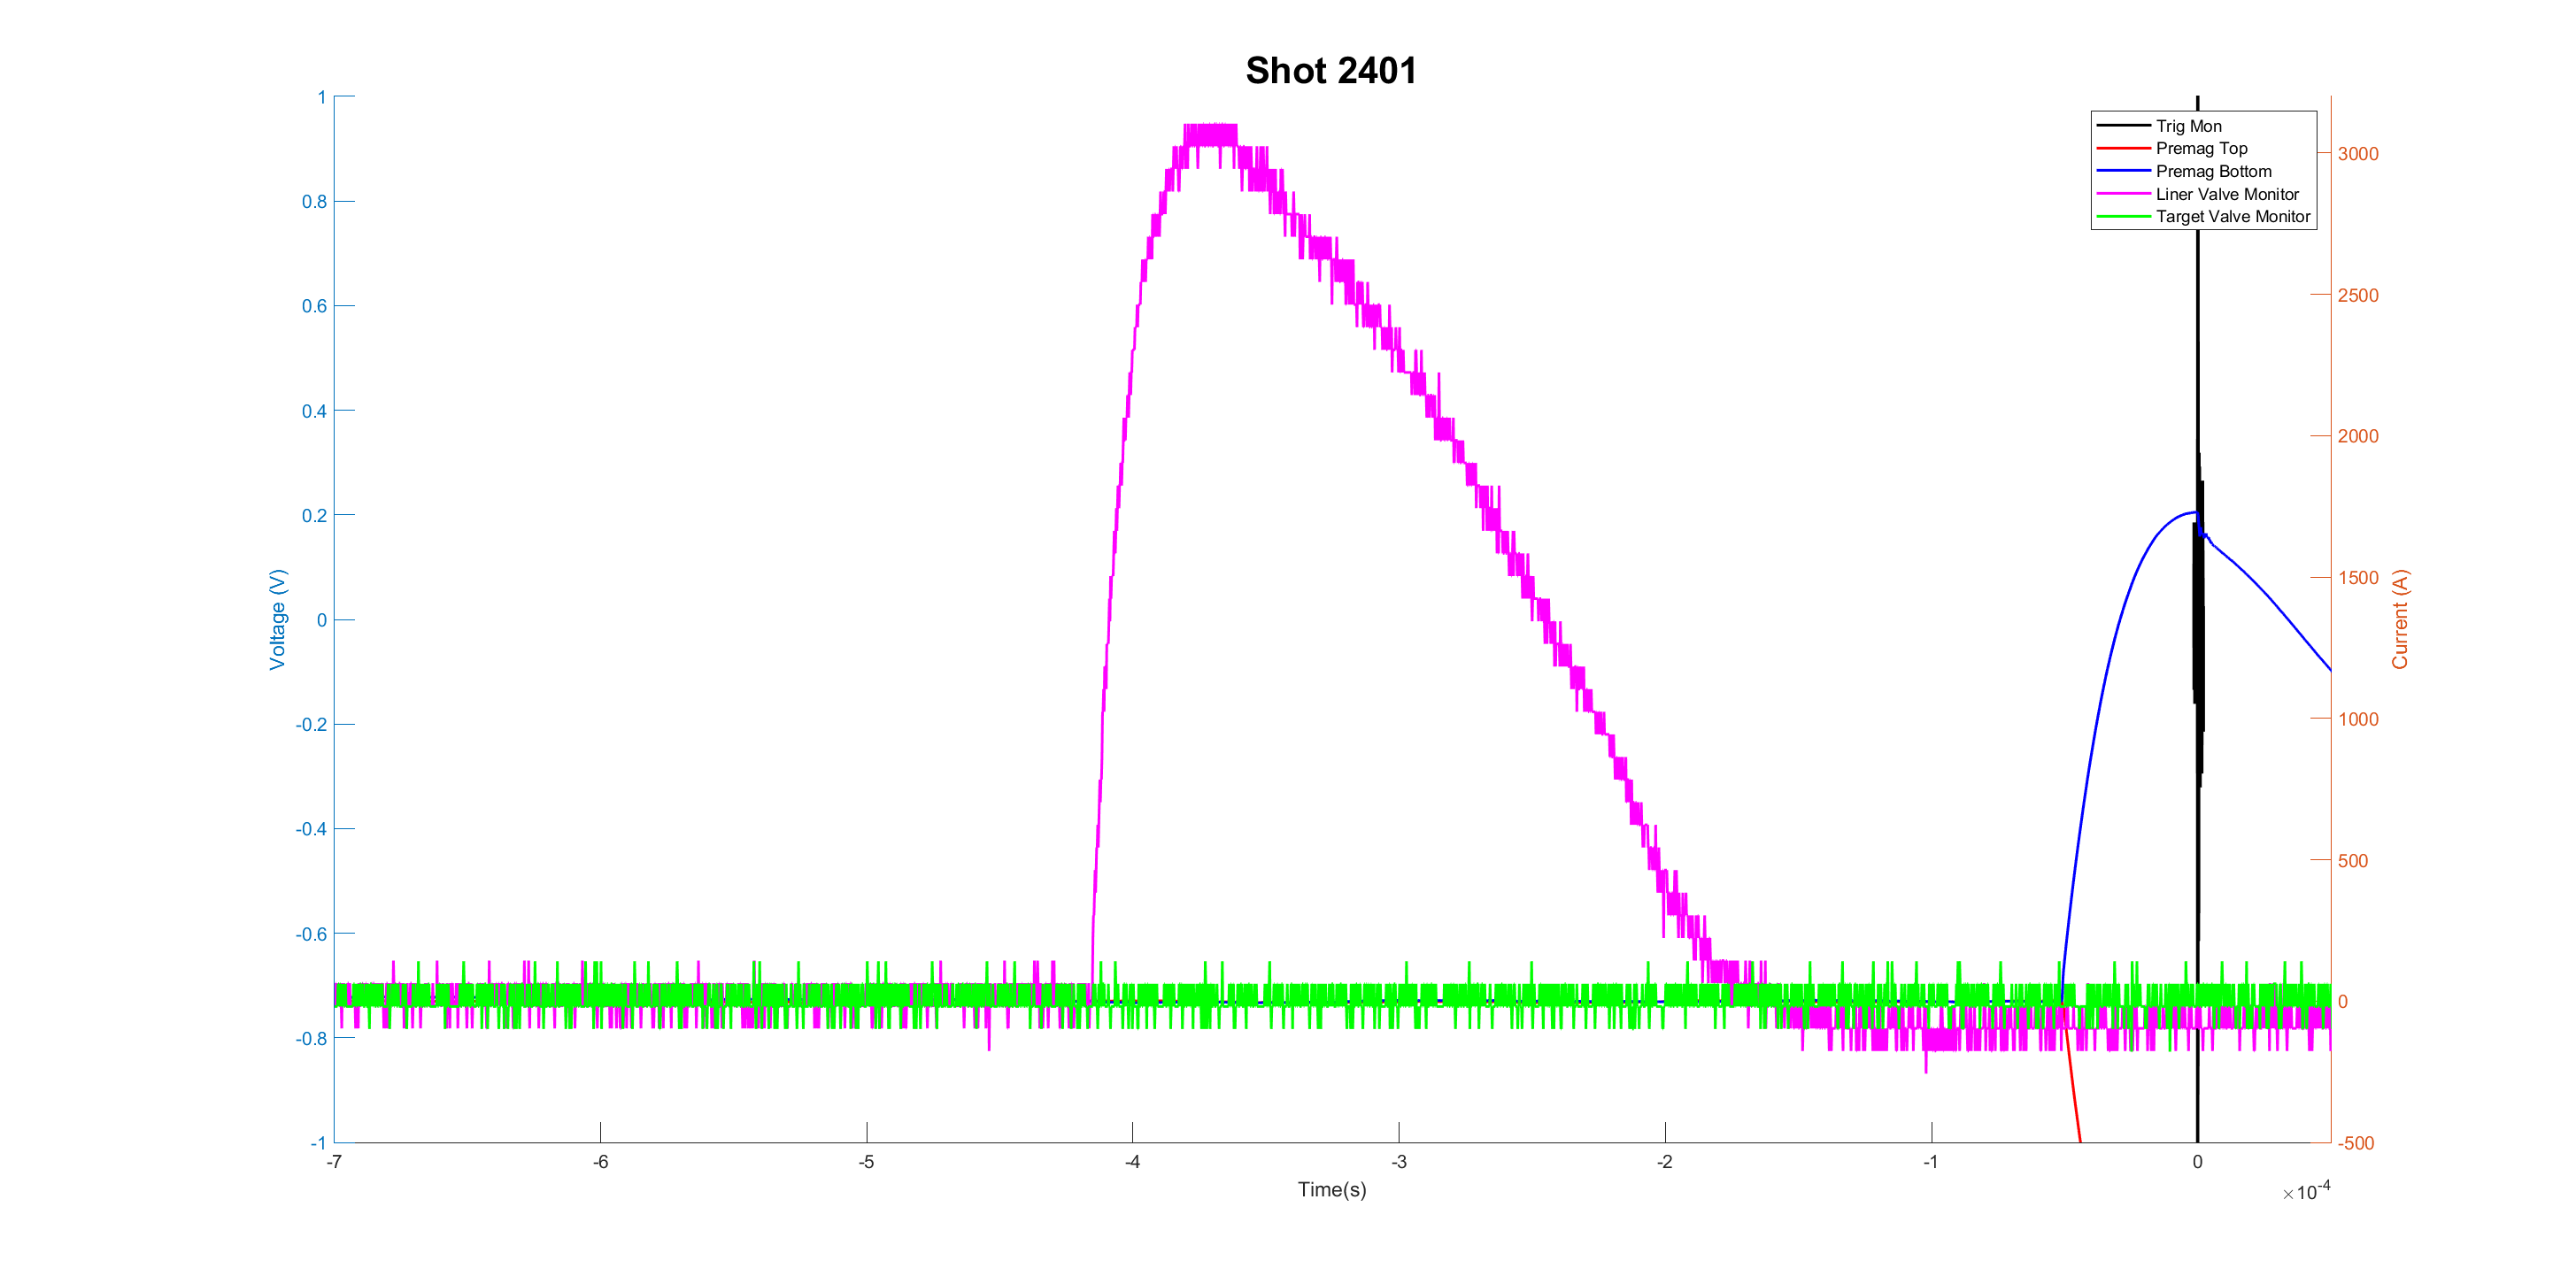 Shot 2401
1
0.8
0.6
0.4
0.2
0
-0.2
-0.4
-0.6
-0.8
-1
Voltage (V)
Trig Mon
Premag Top
Premag Bottom
Liner Valve Monitor
Target Valve Monitor
3000
2500
2000
1500
1000
500
0
-500
Current (A)
-7 -6 -5 -4 -3 -2 -1 0
Time(s)
×10-4